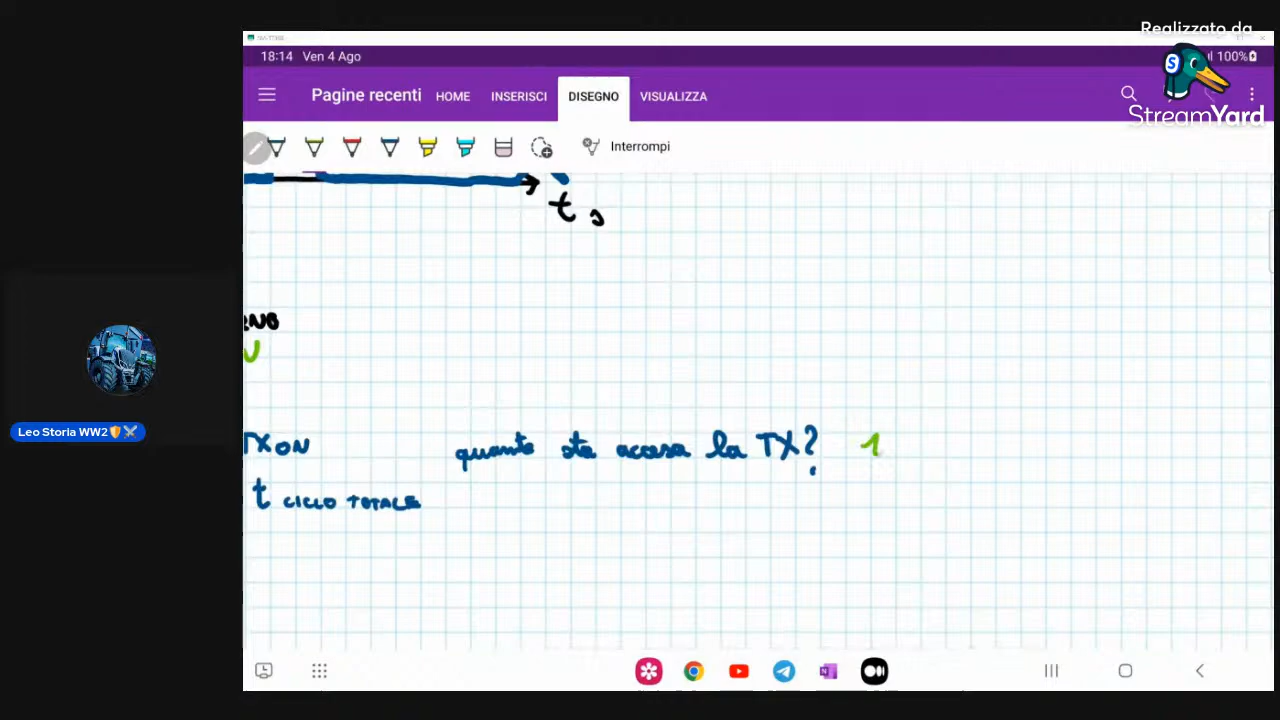 Realizzato da
StreamYard
18:14 Ven 4 Ago
100%
Pagine recenti HOME INSERISCI DISEGNO VISUALIZZA
Interrompi
t s
V
TX ON quanto sta accesa la TX? 1
t CICLO TOTALE
Leo Storia WW2🛡️⚔️